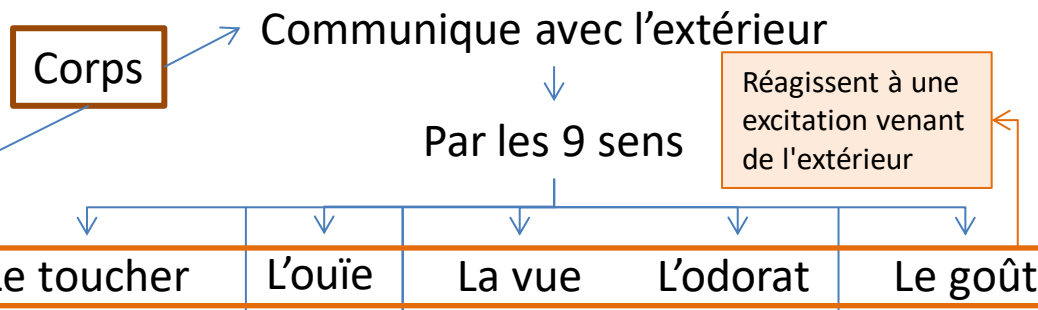 Communique avec l’extérieur
Corps
Réagissent à une
excitation venant
de l'extérieur
Par les 9 sens
Le toucher L’ouïe La vue L’odorat Le goût